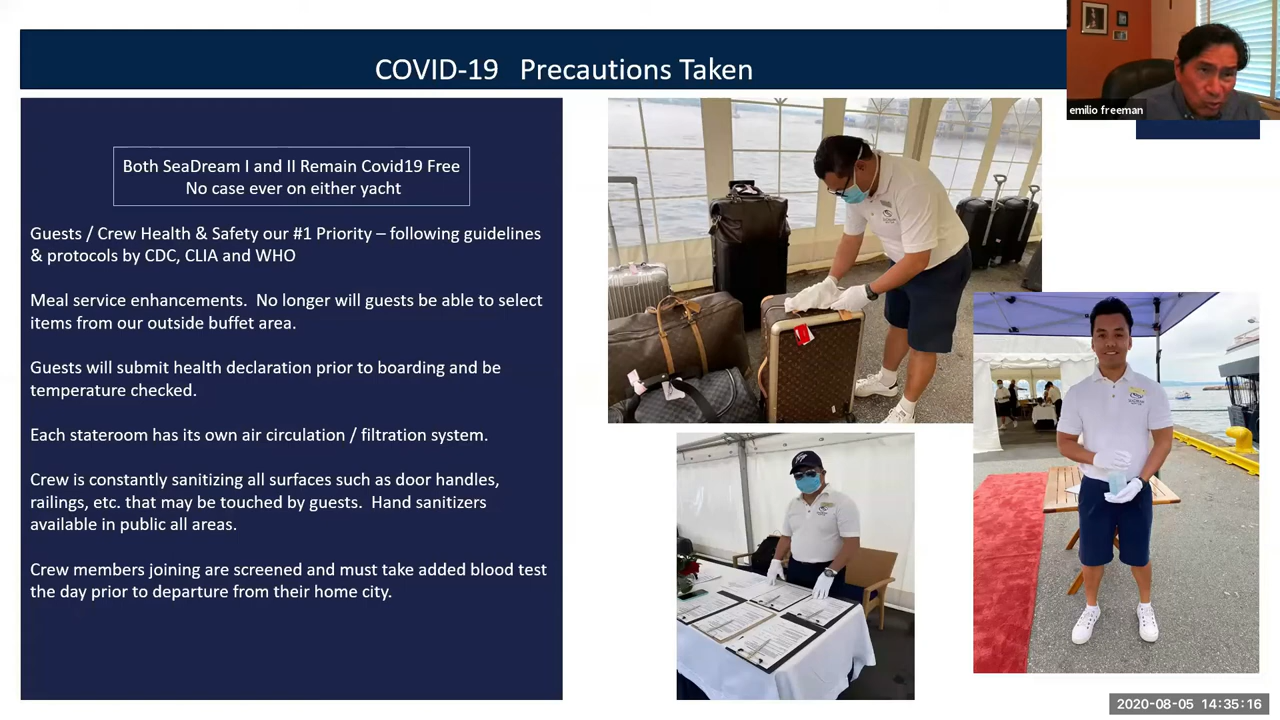 COVID-19 Precautions Taken
emilio freeman
Both SeaDream I and II Remain Covid19 Free
No case ever on either yacht
Guests / Crew Health & Safety our #1 Priority – following guidelines
& protocols by CDC, CLIA and WHO
Meal service enhancements. No longer will guests be able to select
items from our outside buffet area.
Guests will submit health declaration prior to boarding and be
temperature checked.
Each stateroom has its own air circulation / filtration system.
Crew is constantly sanitizing all surfaces such as door handles,
railings, etc. that may be touched by guests. Hand sanitizers
available in public all areas.
Crew members joining are screened and must take added blood test
the day prior to departure from their home city.
2020-08-05 14:35:16